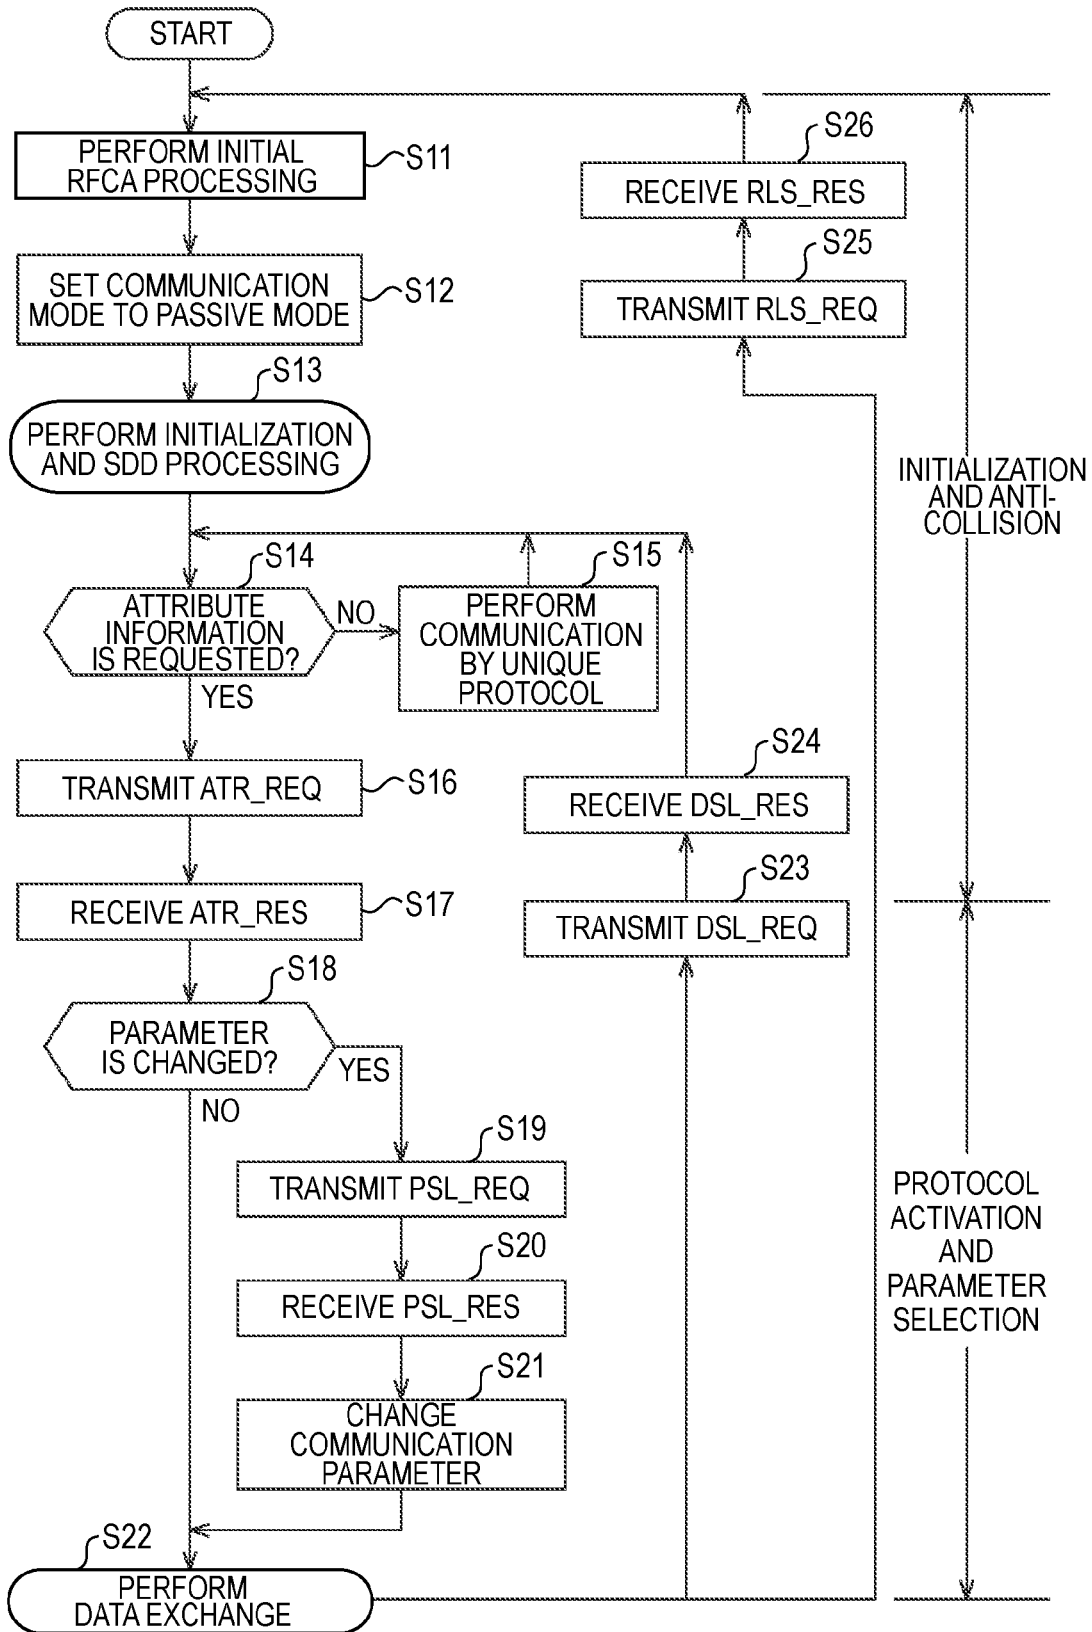 START
S11
PERFORM INITIAL
RFCA PROCESSING
S12
SET COMMUNICATION
MODE TO PASSIVE MODE
S13
PERFORM INITIALIZATION
AND SDD PROCESSING
S14
ATTRIBUTE
INFORMATION
IS REQUESTED?
NO
YES
S15
PERFORM
COMMUNICATION
BY UNIQUE
PROTOCOL
S16
TRANSMIT ATR_REQ
S17
RECEIVE ATR_RES
S18
PARAMETER
IS CHANGED?
YES
NO
S19
TRANSMIT PSL_REQ
S20
RECEIVE PSL_RES
S21
CHANGE
COMMUNICATION
PARAMETER
S22
PERFORM
DATA EXCHANGE
S23
TRANSMIT DSL_REQ
S24
RECEIVE DSL_RES
S25
TRANSMIT RLS_REQ
S26
RECEIVE RLS_RES
INITIALIZATION
AND ANTI-
COLLISION
PROTOCOL
ACTIVATION
AND
PARAMETER
SELECTION